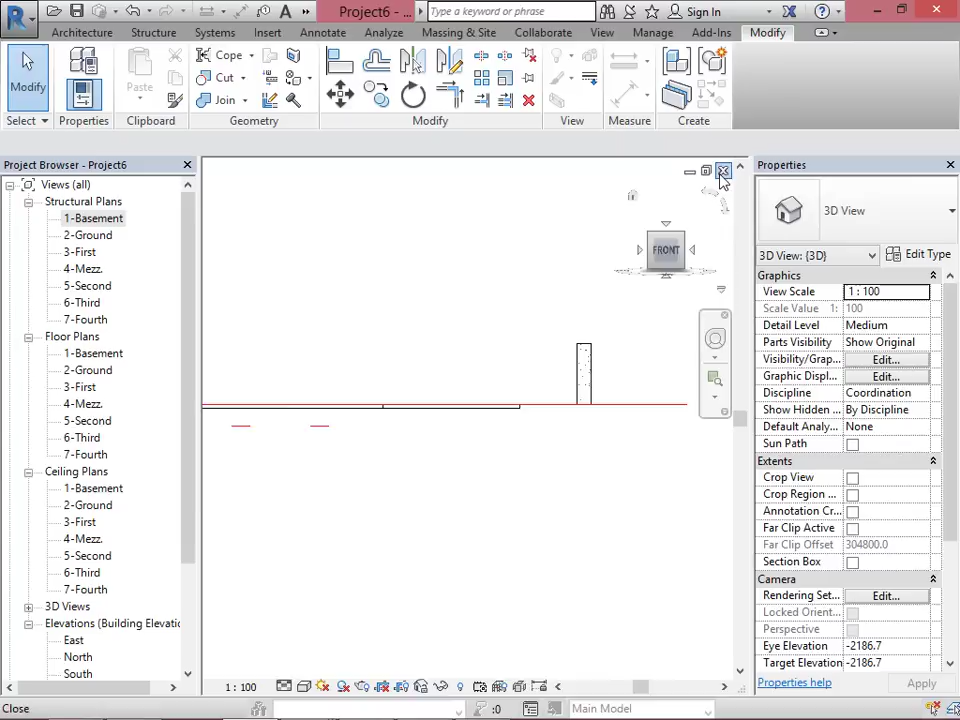 Project6 - ...
Type a keyword or phrase
Sign In
Architecture
Structure
Systems
Insert
Annotate
Analyze
Massing & Site
Collaborate
View
Manage
Add-Ins
Modify
Modify
Paste
Cope
Cut
Join
Select
Properties
Clipboard
Geometry
Modify
View
Measure
Create
Project Browser - Project6
Views (all)
Structural Plans
1-Basement
2-Ground
3-First
4-Mezz.
5-Second
6-Third
7-Fourth
Floor Plans
1-Basement
2-Ground
3-First
4-Mezz.
5-Second
6-Third
7-Fourth
Ceiling Plans
1-Basement
2-Ground
3-First
4-Mezz.
5-Second
6-Third
7-Fourth
3D Views
Elevations (Building Elevatio
East
North
South
FRONT
Properties
3D View
3D View: {3D}
Edit Type
Graphics
View Scale 1 : 100
Scale Value 1: 100
Detail Level Medium
Parts Visibility Show Original
Visibility/Grap... Edit...
Graphic Displ... Edit...
Discipline Coordination
Show Hidden ... By Discipline
Default Analy... None
Sun Path
Extents
Crop View
Crop Region ...
Annotation Cr...
Far Clip Active
Far Clip Offset 304800.0
Section Box
Camera
Rendering Set... Edit...
Locked Orient...
Perspective
Eye Elevation -2186.7
Target Elevation -2186.7
Properties help
Apply
1 : 100
Close
:0
Main Model